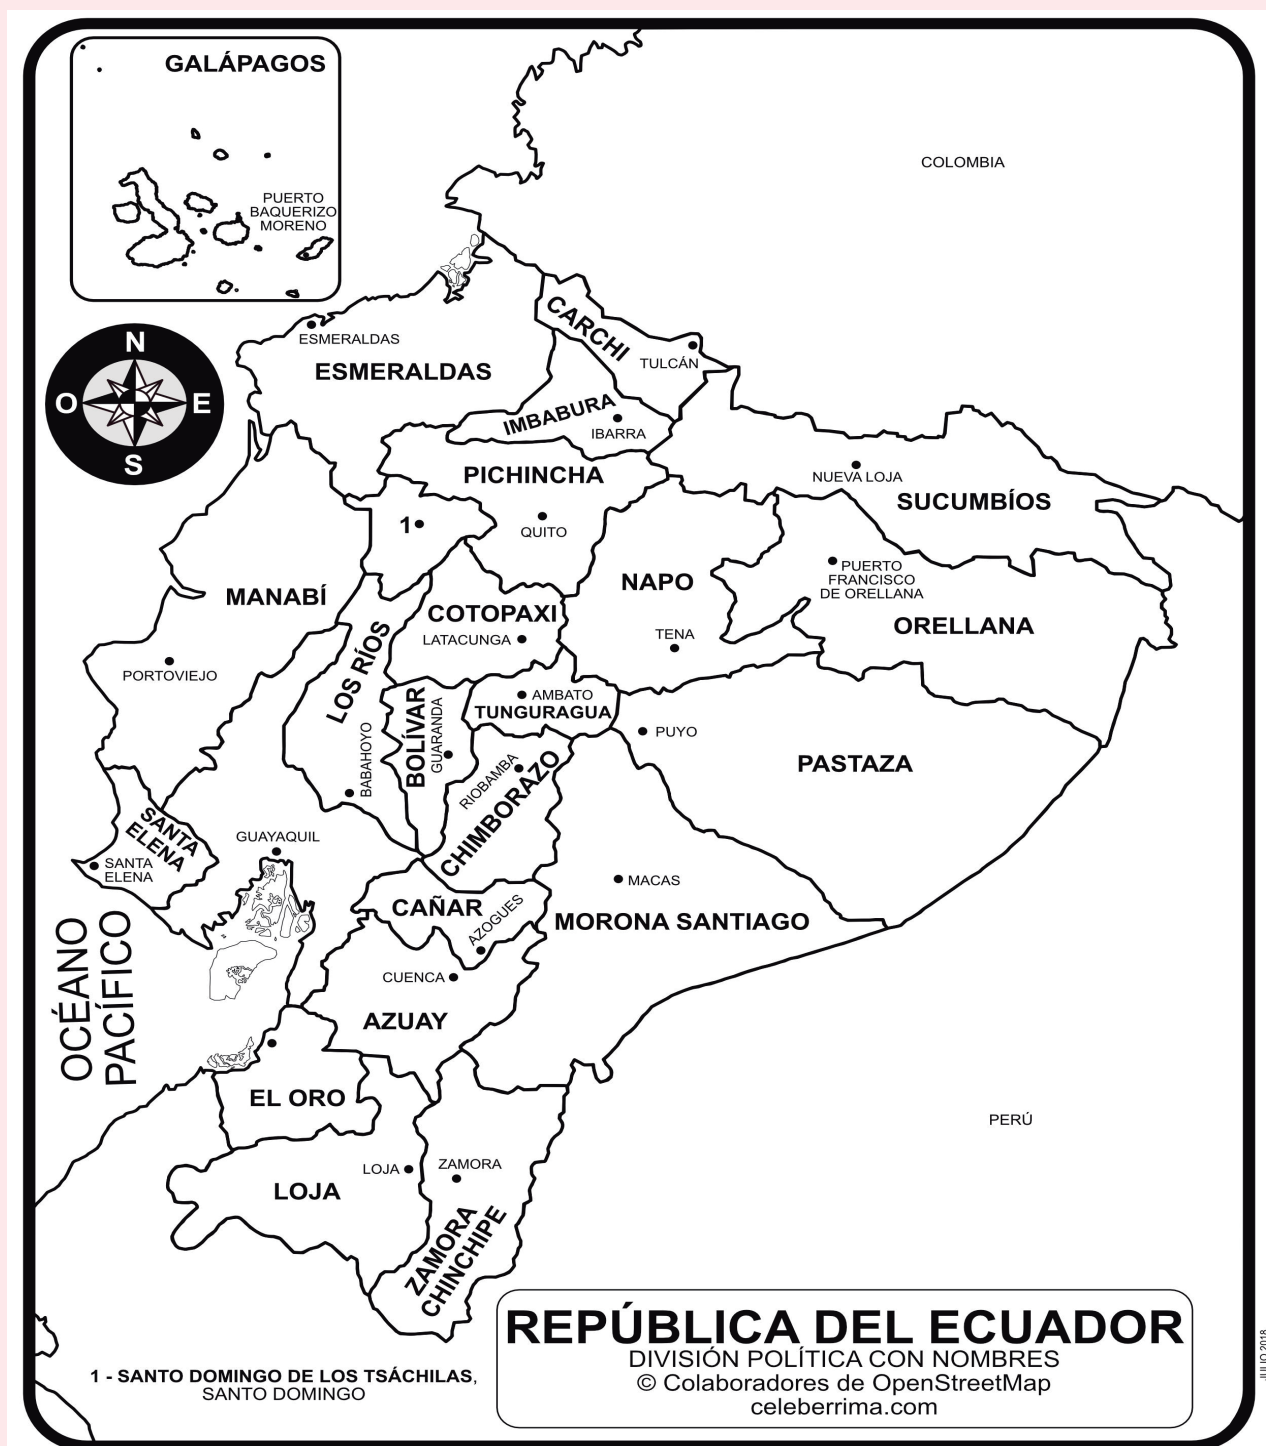 GALÁPAGOS
PUERTO
BAQUERIZO
MORENO
COLOMBIA
N
O
E
S
ESMERALDAS
ESMERALDAS
CARCHI
TULCÁN
IMBABURA
IBARRA
PICHINCHA
QUITO
NUEVA LOJA
SUCUMBÍOS
1
MANABÍ
PORTOVIEJO
COTOPAXI
LATACUNGA
NAPO
TENA
PUERTO
FRANCISCO
DE ORELLANA
ORELLANA
LOS RÍOS
BABAHOYO
BOLÍVAR
GUARANDA
AMBATO
TUNGURAGUA
PUYO
PASTAZA
RIOBAMBA
CHIMBORAZO
SANTA
ELENA
SANTA
ELENA
GUAYAQUIL
MACAS
MORONA SANTIAGO
CAÑAR
AZOGUES
CUENCA
AZUAY
OCÉANO
PACÍFICO
EL ORO
PERÚ
LOJA
LOJA
ZAMORA
ZAMORA
CHINCHIPE
REPÚBLICA DEL ECUADOR
DIVISIÓN POLÍTICA CON NOMBRES
© Colaboradores de OpenStreetMap
celeberrima.com
1 - SANTO DOMINGO DE LOS TSÁCHILAS,
SANTO DOMINGO
JULIO 2018